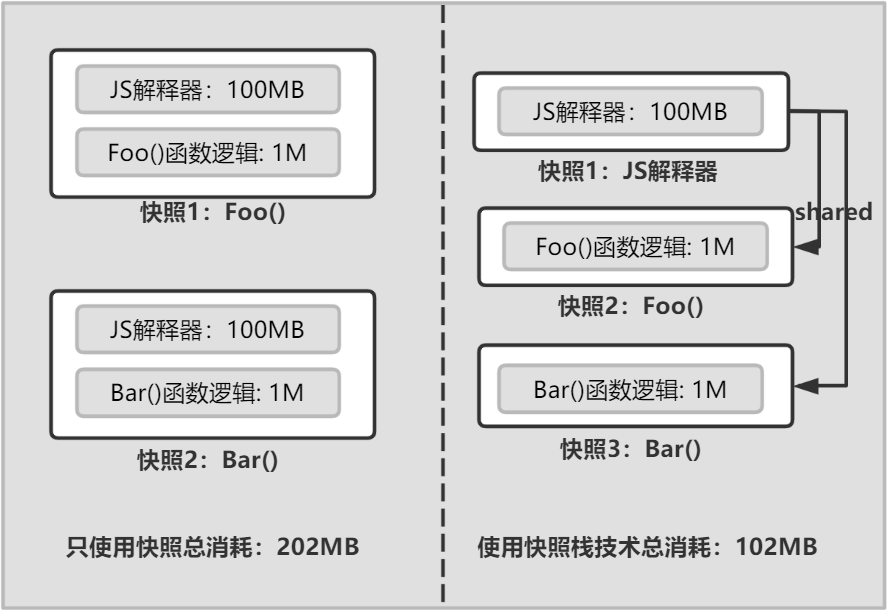 JS解释器：100MB
Foo()函数逻辑: 1M
快照1：Foo()
JS解释器：100MB
Bar()函数逻辑: 1M
快照2：Bar()
只使用快照总消耗：202MB
JS解释器：100MB
快照1：JS解释器
shared
Foo()函数逻辑: 1M
快照2：Foo()
Bar()函数逻辑: 1M
快照3：Bar()
使用快照栈技术总消耗：102MB